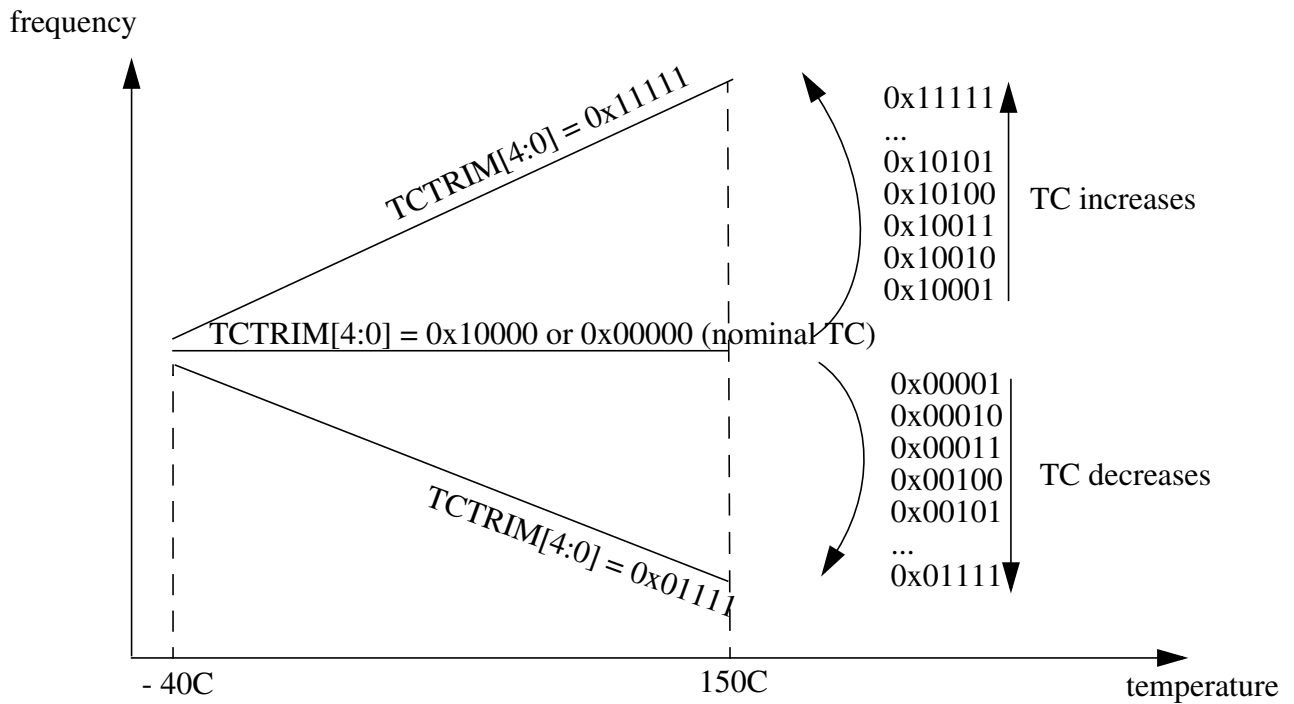 frequency
TCTRIM[4:0] = 0x11111
0x11111
...
0x10101
0x10100
0x10011
0x10010
0x10001
TC increases
TCTRIM[4:0] = 0x10000 or 0x00000 (nominal TC)
0x00001
0x00010
0x00011
0x00100
0x00101
...
0x01111
TC decreases
TCTRIM[4:0] = 0x01111
- 40C
150C
temperature